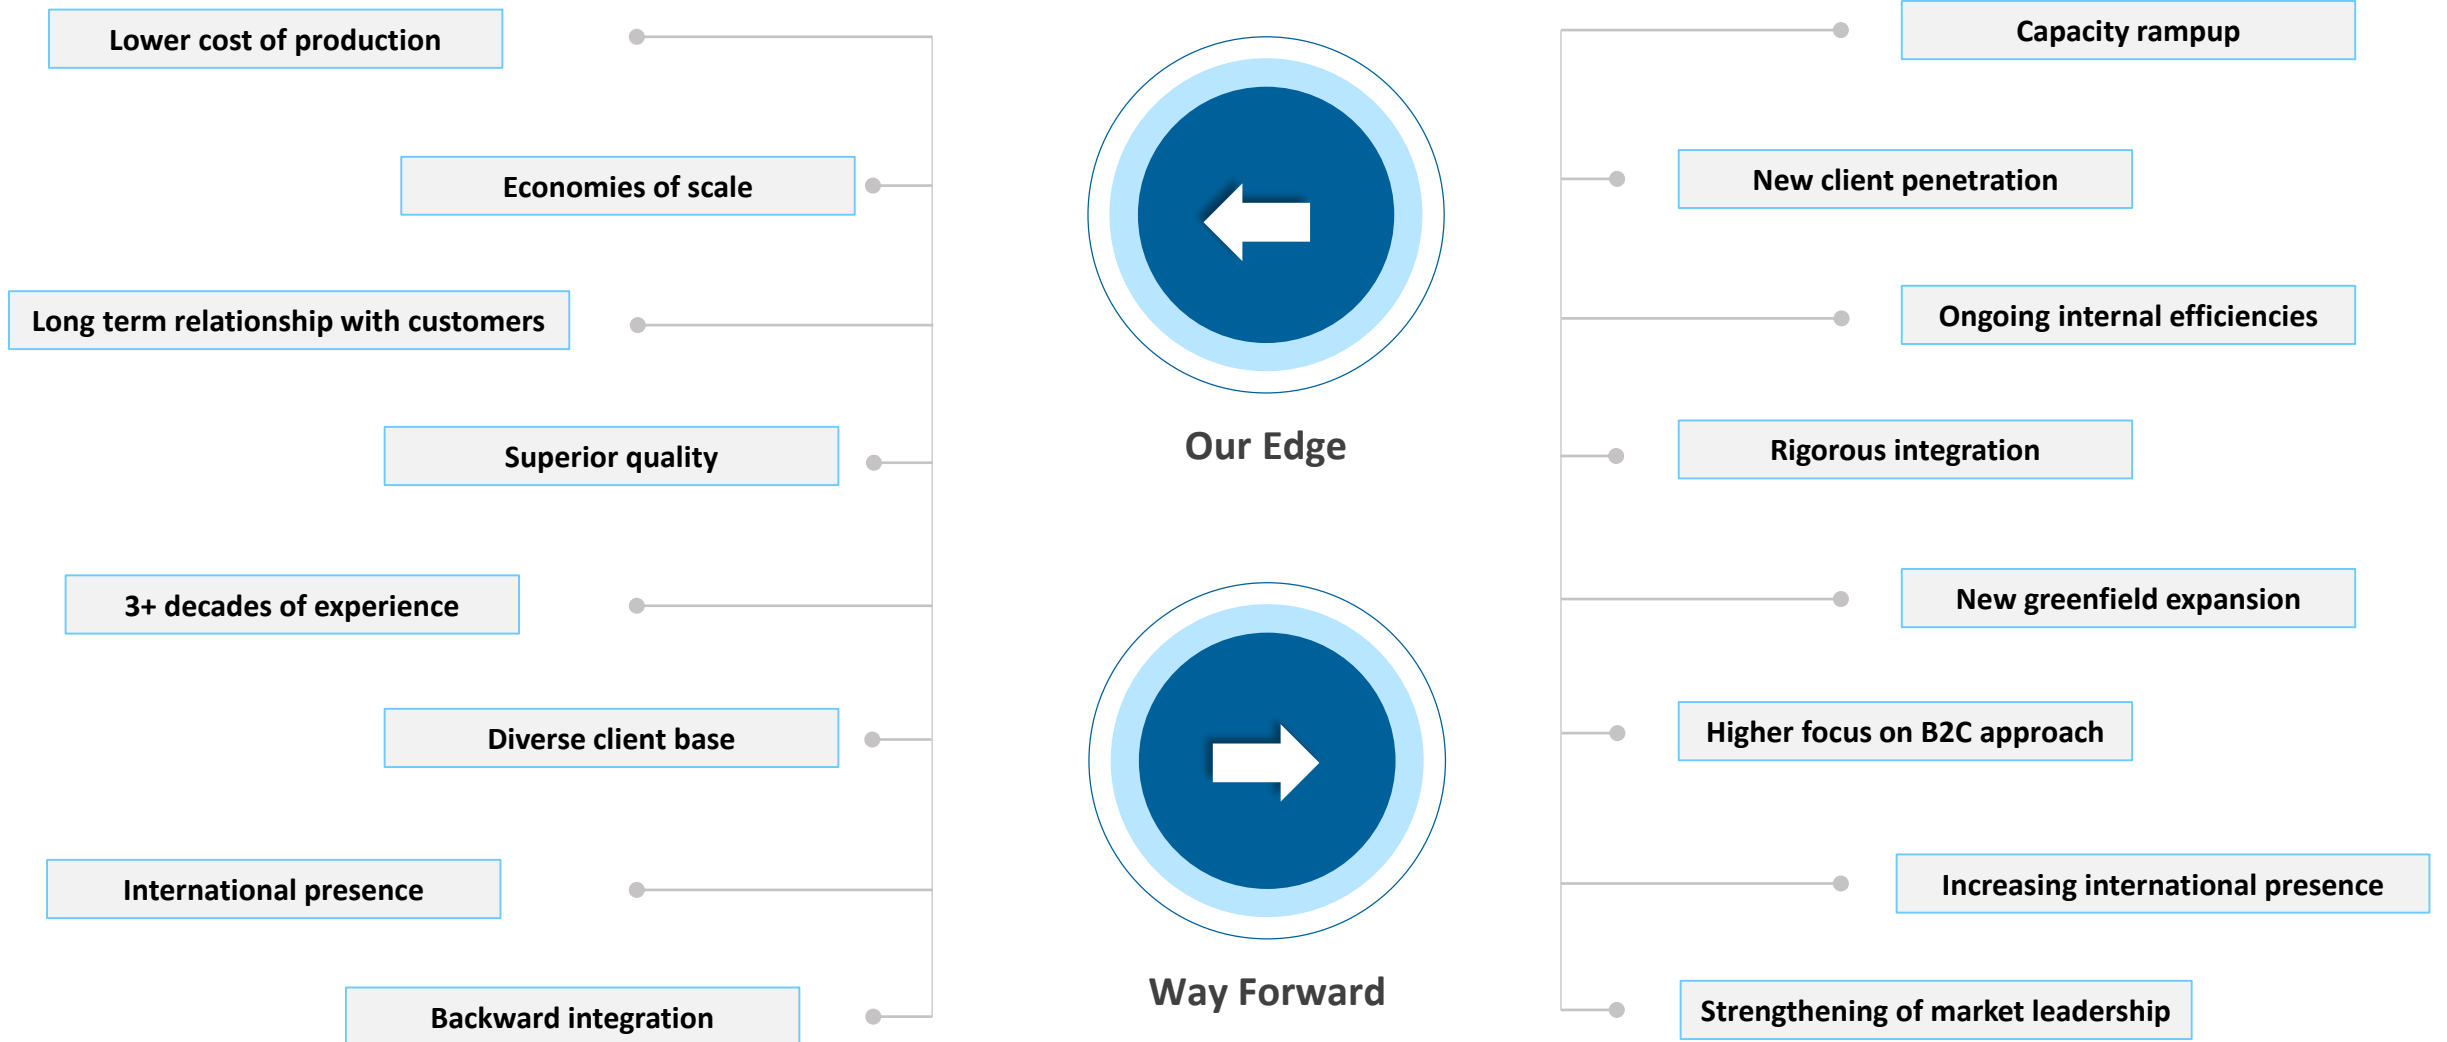 Lower cost of production
Economies of scale
Long term relationship with customers
Superior quality
3+ decades of experience
Diverse client base
International presence
Backward integration
Our Edge
Way Forward
Capacity rampup
New client penetration
Ongoing internal efficiencies
Rigorous integration
New greenfield expansion
Higher focus on B2C approach
Increasing international presence
Strengthening of market leadership